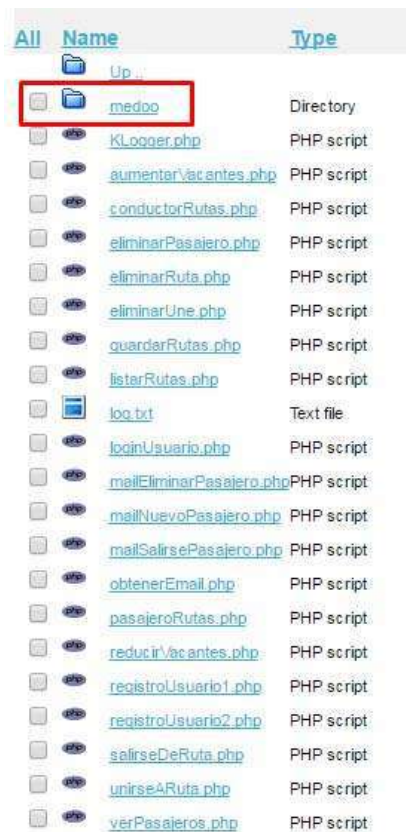 All Name Type
Up ..
medoo Directory
KLogger.php PHP script
aumentarVacantes.php PHP script
conductorRutas.php PHP script
eliminarPasajero.php PHP script
eliminarRuta.php PHP script
eliminarUne.php PHP script
guardarRutas.php PHP script
listarRutas.php PHP script
log.txt Text file
loginUsuario.php PHP script
mailEliminarPasajero.php PHP script
mailNuevoPasajero.php PHP script
mailSalirsePasajero.php PHP script
obtenerEmail.php PHP script
pasajeroRutas.php PHP script
reducirVacantes.php PHP script
registroUsuario1.php PHP script
registroUsuario2.php PHP script
salirseDeRuta.php PHP script
unirseARuta.php PHP script
verPasajeros.php PHP script